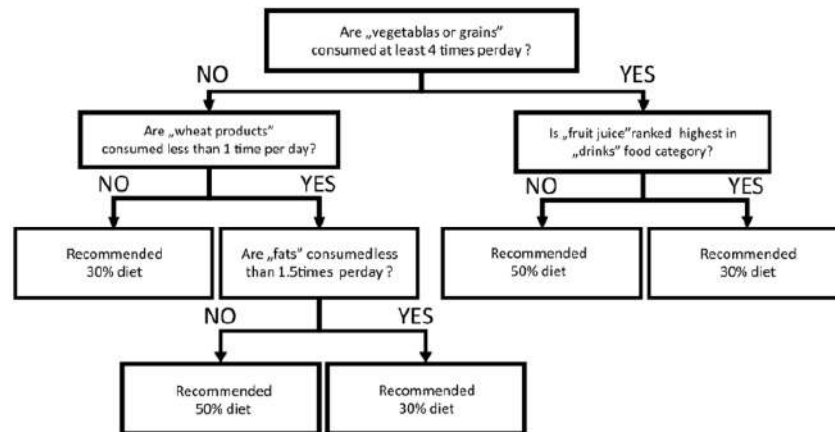 Are „vegetablas or grains”
consumed at least 4 times perday ?
NO
YES
Are „wheat products”
consumed less than 1 time per day?
Is „fruit juice”ranked highest in
„drinks” food category?
NO
YES
NO
YES
Recommended
30% diet
Are „fats” consumedless
than 1.5times perday ?
Recommended
50% diet
Recommended
30% diet
NO
YES
Recommended
50% diet
Recommended
30% diet